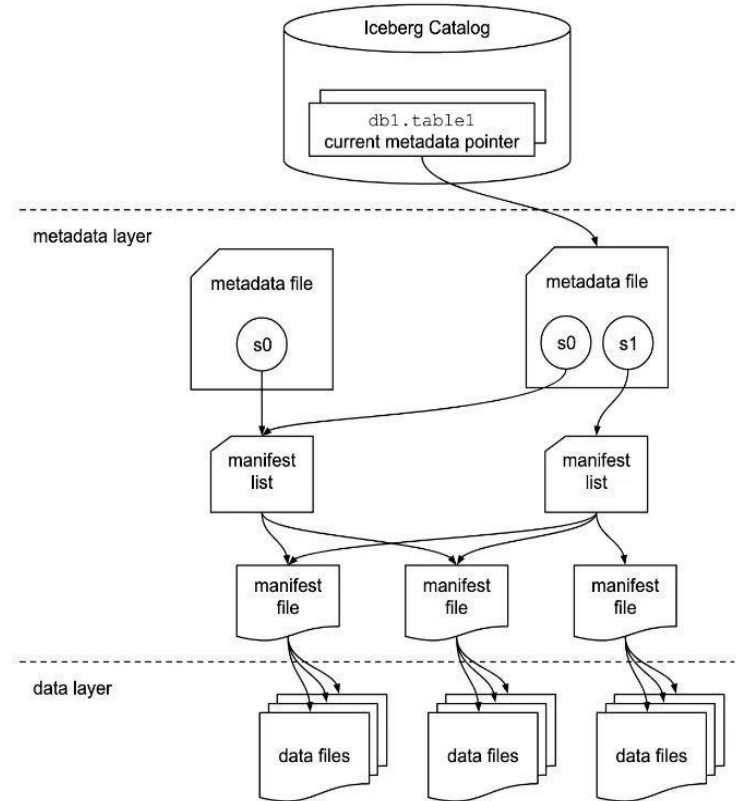 Iceberg Catalog
db1.table1
current metadata pointer
metadata layer
metadata file
s0
metadata file
s0
s1
manifest
list
manifest
list
manifest
file
manifest
file
manifest
file
data layer
data files
data files
data files